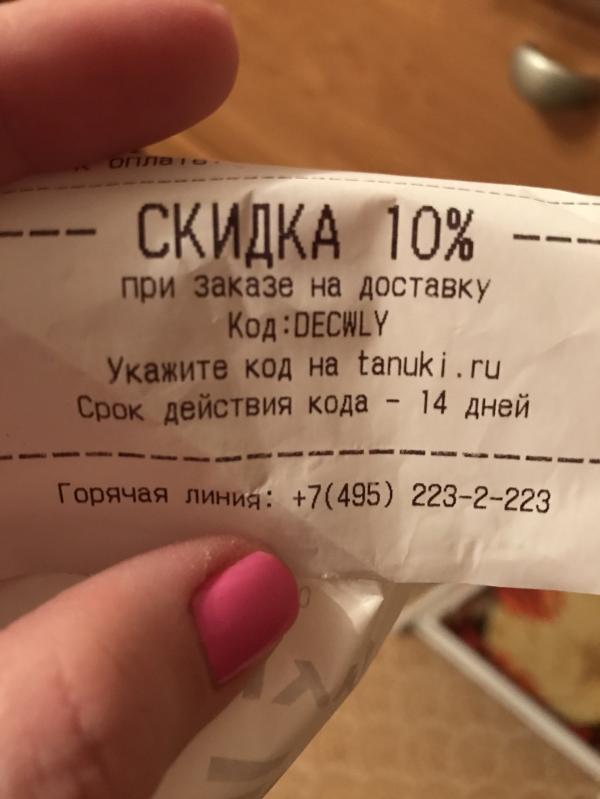 СКИДКА 10%
при заказе на доставку
Код:DECWLY
Укажите код на tanuki.ru
Срок действия кода - 14 дней
Горячая линия: +7(495) 223-2-223